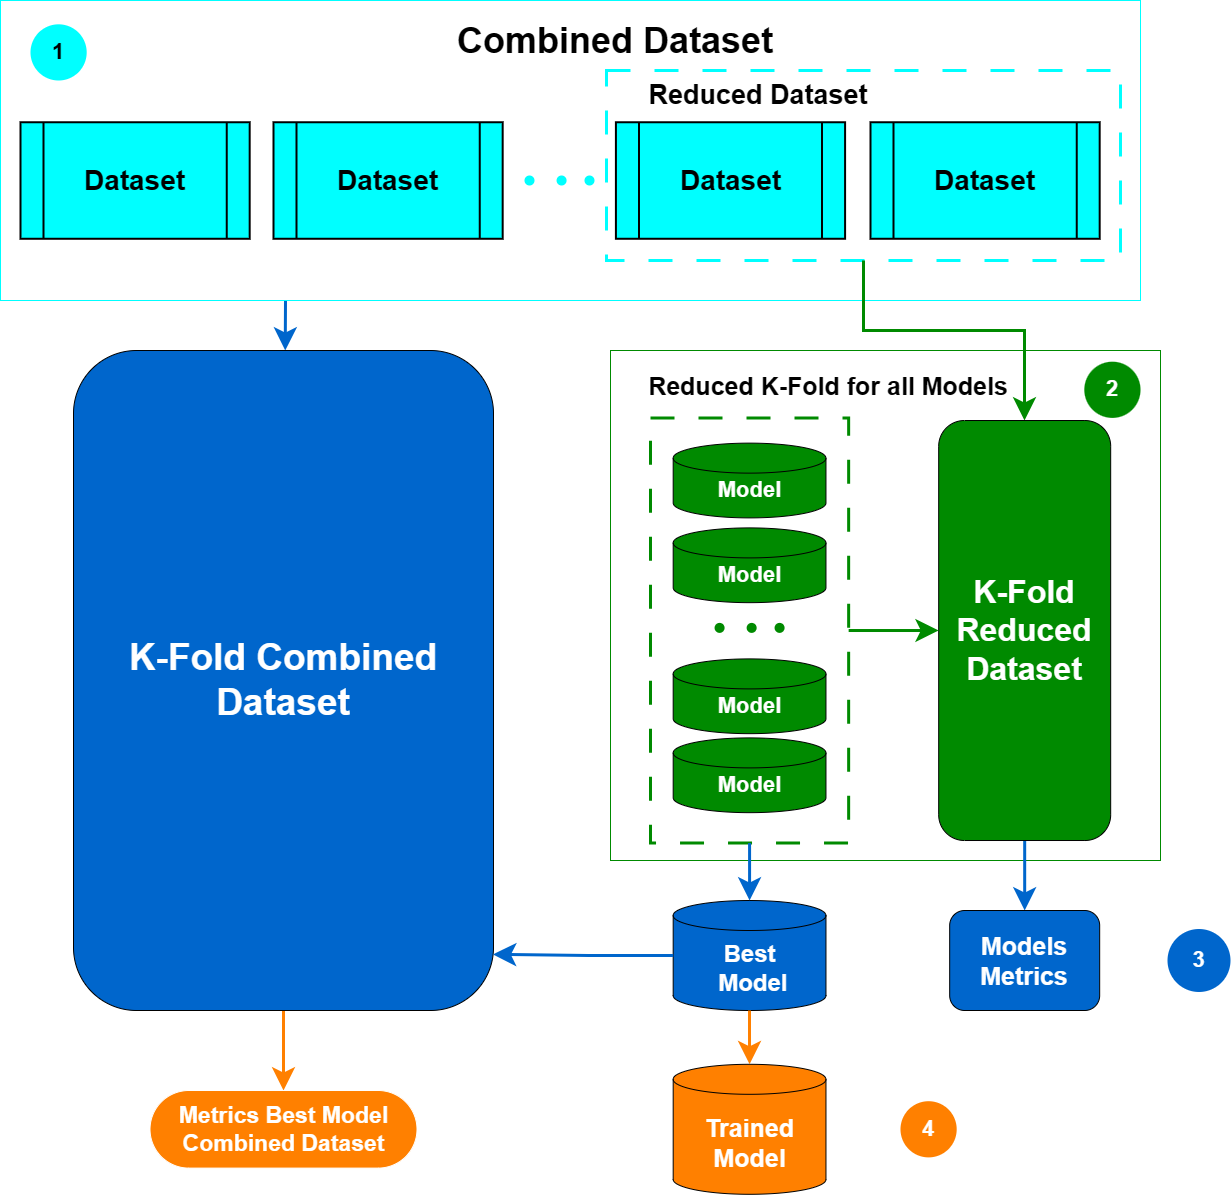 1
Combined Dataset
Reduced Dataset
Dataset
Dataset
Dataset
Dataset
Reduced K-Fold for all Models
2
Model
Model
Model
Model
K-Fold
Reduced
Dataset
K-Fold Combined
Dataset
Best
Model
Models
Metrics
3
Metrics Best Model
Combined Dataset
Trained
Model
4